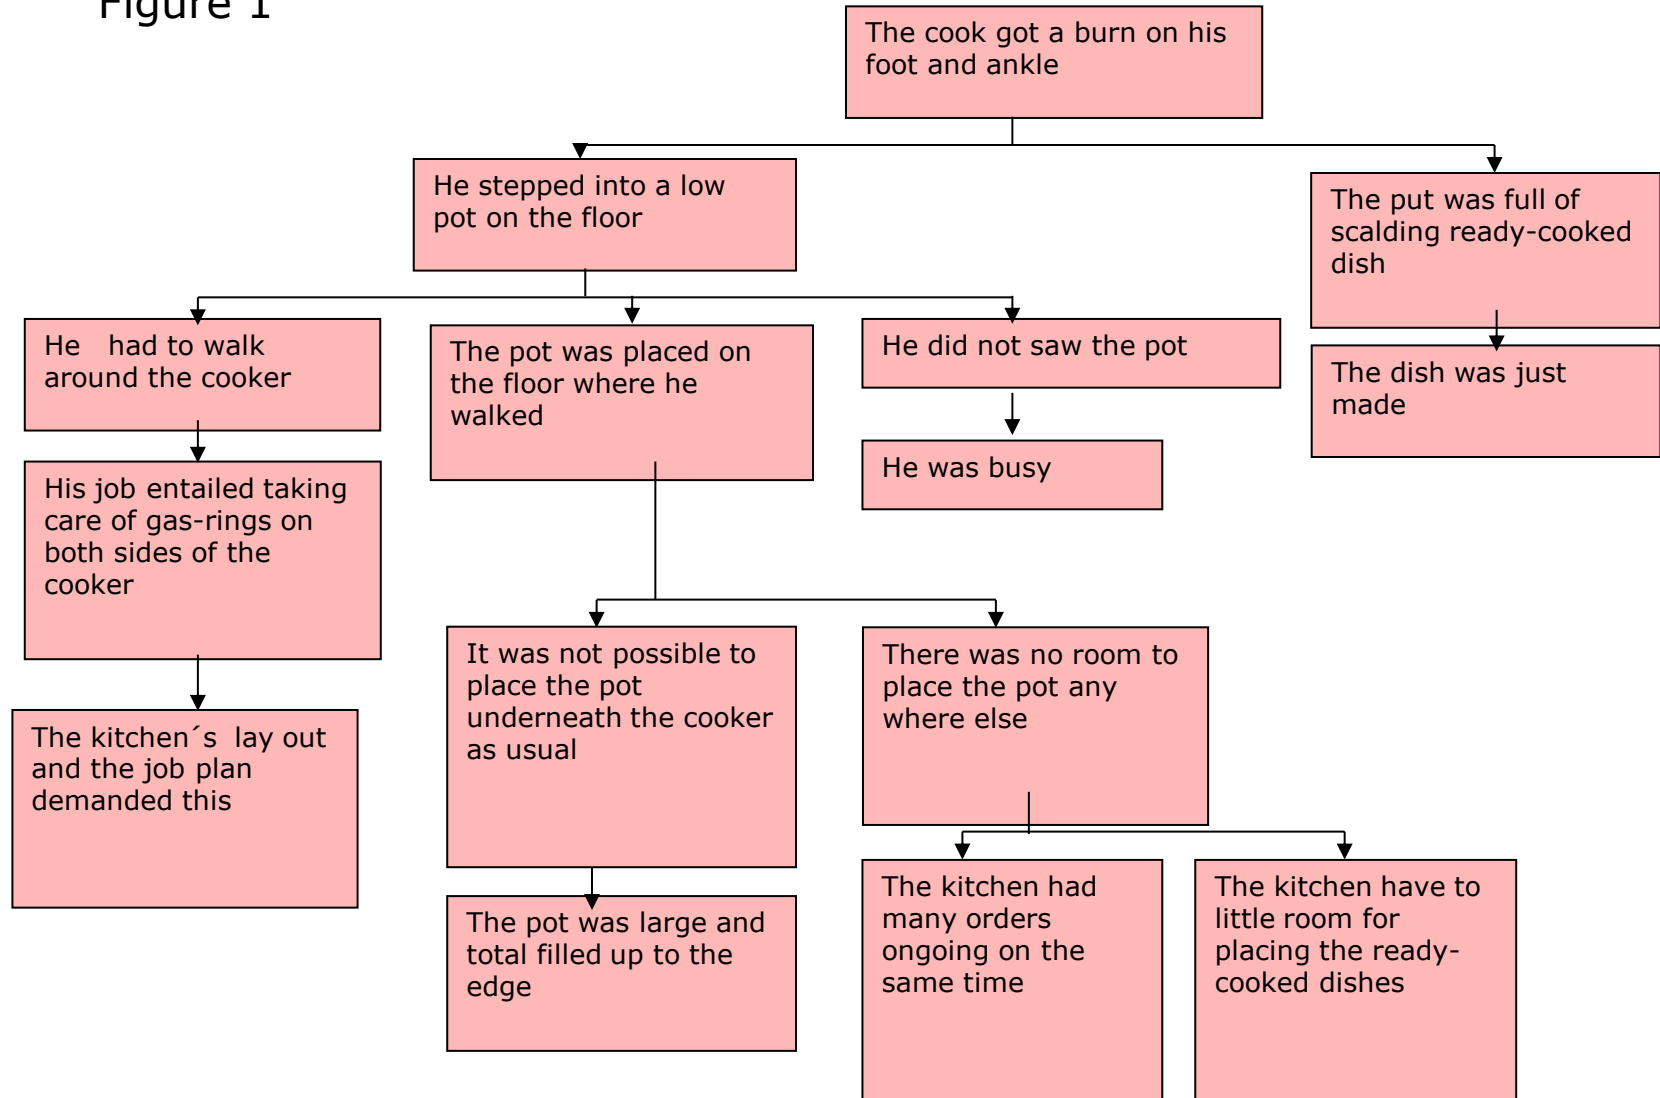 Figure 1
The cook got a burn on his
foot and ankle
He stepped into a low
pot on the floor
The put was full of
scalding ready-cooked
dish
He had to walk
around the cooker
The pot was placed on
the floor where he
walked
He did not saw the pot
The dish was just
made
He was busy
His job entailed taking
care of gas-rings on
both sides of the
cooker
It was not possible to
place the pot
underneath the cooker
as usual
There was no room to
place the pot any
where else
The kitchen´s lay out
and the job plan
demanded this
The pot was large and
total filled up to the
edge
The kitchen had
many orders
ongoing on the
same time
The kitchen have to
little room for
placing the ready-
cooked dishes